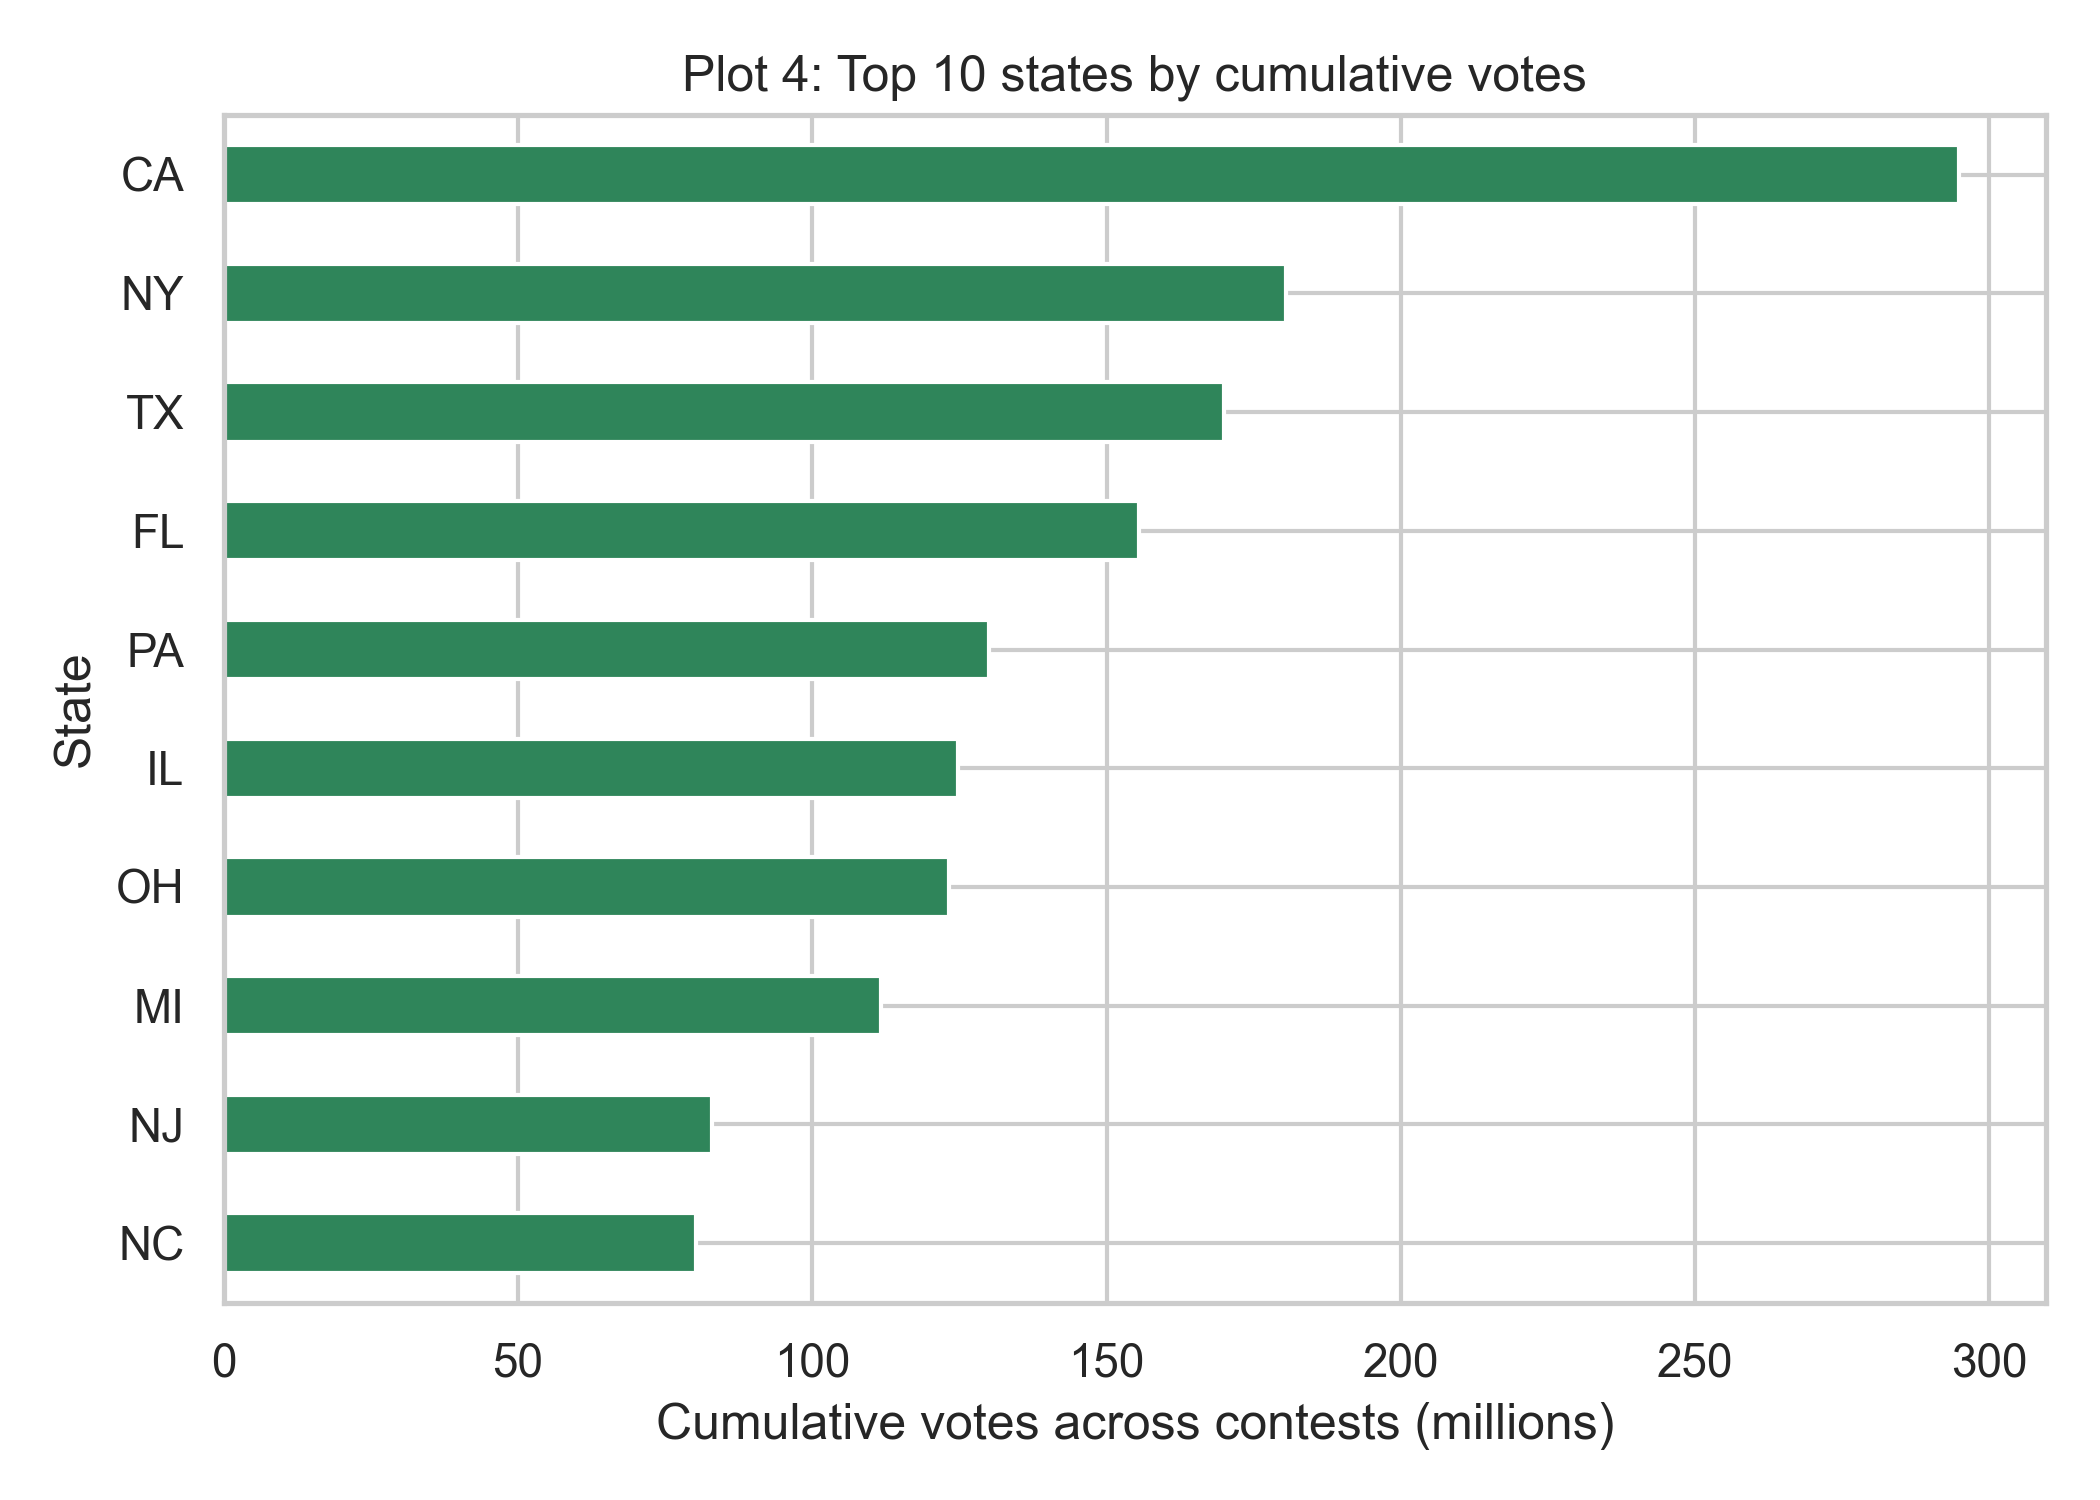 Plot 4: Top 10 states by cumulative votes
CA
NY
TX
FL
PA
IL
OH
MI
NJ
NC
State
0 50 100 150 200 250 300
Cumulative votes across contests (millions)